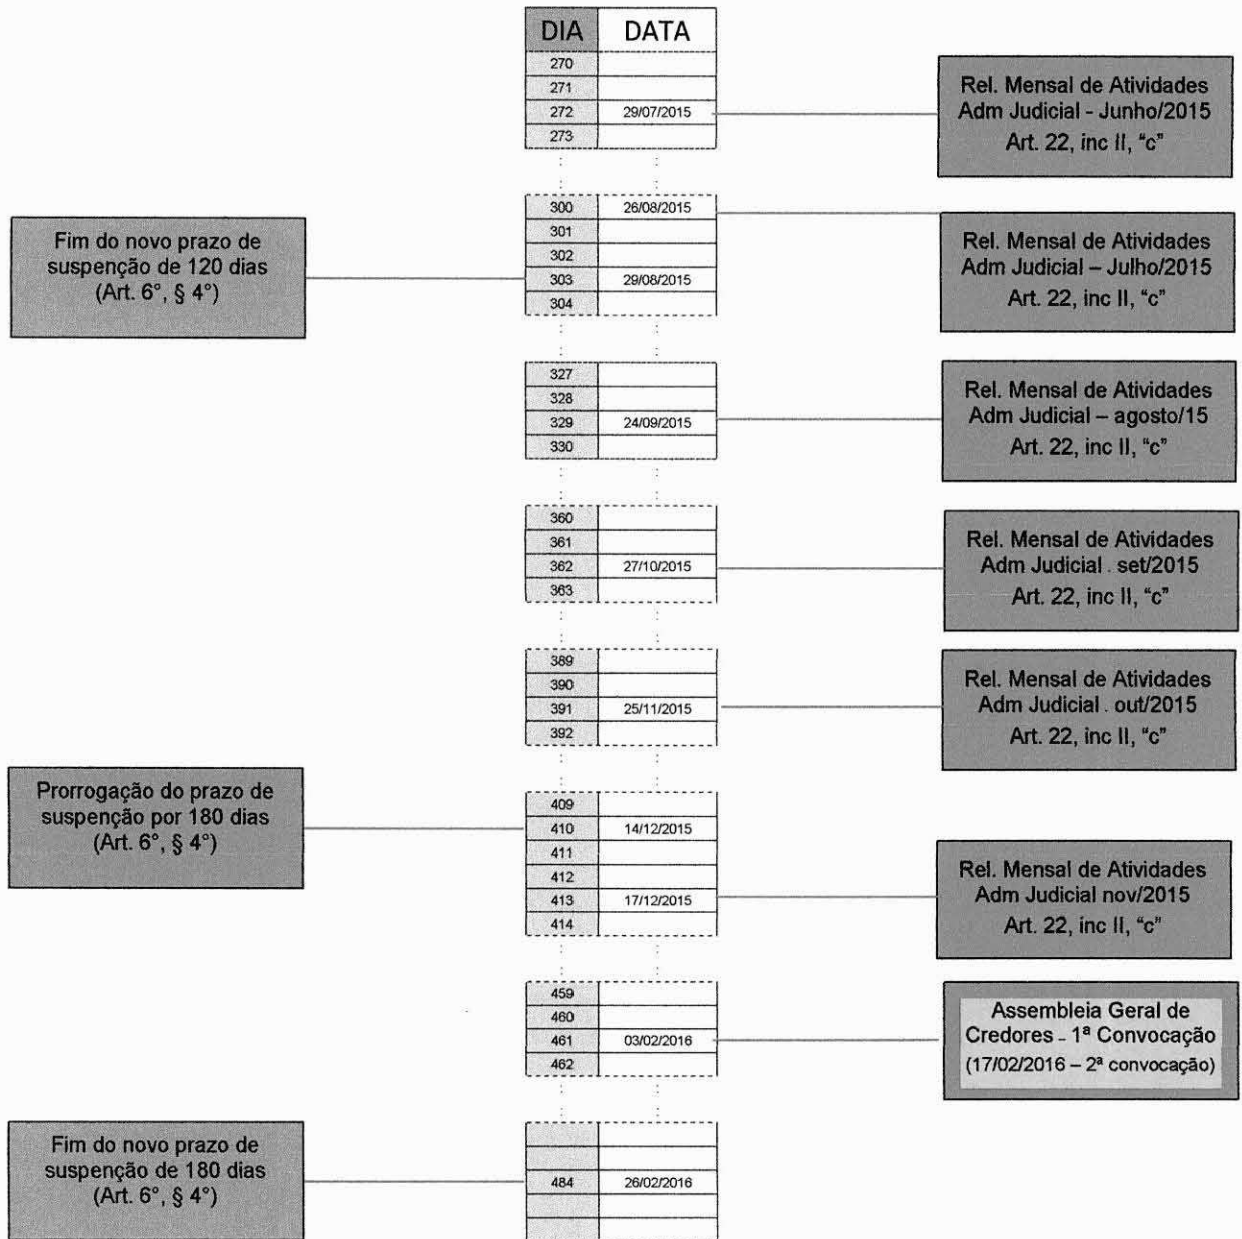 DIA DATA
270
271
272 29/07/2015
273
Rel. Mensal de Atividades
Adm Judicial - Junho/2015
Art. 22, inc II, “c”
300 26/08/2015
301
302
303 29/08/2015
304
Fim do novo prazo de
suspenção de 120 dias
(Art. 6°, § 4°)
Rel. Mensal de Atividades
Adm Judicial – Julho/2015
Art. 22, inc II, “c”
327
328
329 24/09/2015
330
Rel. Mensal de Atividades
Adm Judicial – agosto/15
Art. 22, inc II, “c”
360
361
362 27/10/2015
363
Rel. Mensal de Atividades
Adm Judicial . set/2015
Art. 22, inc II, “c”
389
390
391 25/11/2015
392
Rel. Mensal de Atividades
Adm Judicial . out/2015
Art. 22, inc II, “c”
Prorrogação do prazo de
suspenção por 180 dias
(Art. 6°, § 4°)
409
410 14/12/2015
411
412
413 17/12/2015
414
Rel. Mensal de Atividades
Adm Judicial nov/2015
Art. 22, inc II, “c”
459
460
461 03/02/2016
462
Assembleia Geral de
Credores - 1ª Convocação
(17/02/2016 – 2ª convocação)
Fim do novo prazo de
suspenção de 180 dias
(Art. 6°, § 4°)
484 26/02/2016